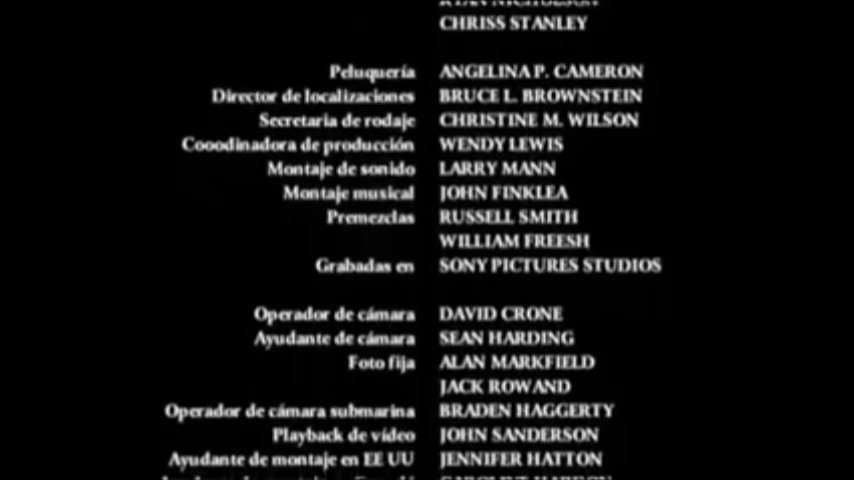 CHRISS STANLEY
Peluquería ANGELINA P. CAMERON
Director de localizaciones BRUCE L. BROWNSTEIN
Secretaria de rodaje CHRISTINE M. WILSON
Cooodinadora de producción WENDY LEWIS
Montaje de sonido LARRY MANN
Montaje musical JOHN FINKLEA
Premezclas RUSSELL SMITH
WILLIAM FREESH
Grabadas en SONY PICTURES STUDIOS
Operador de cámara DAVID CRONE
Ayudante de cámara SEAN HARDING
Foto fija ALAN MARKFIELD
JACK ROWAND
Operador de cámara submarina BRADEN HAGGERTY
Playback de vídeo JOHN SANDERSON
Ayudante de montaje en EE UU JENNIFER HATTON